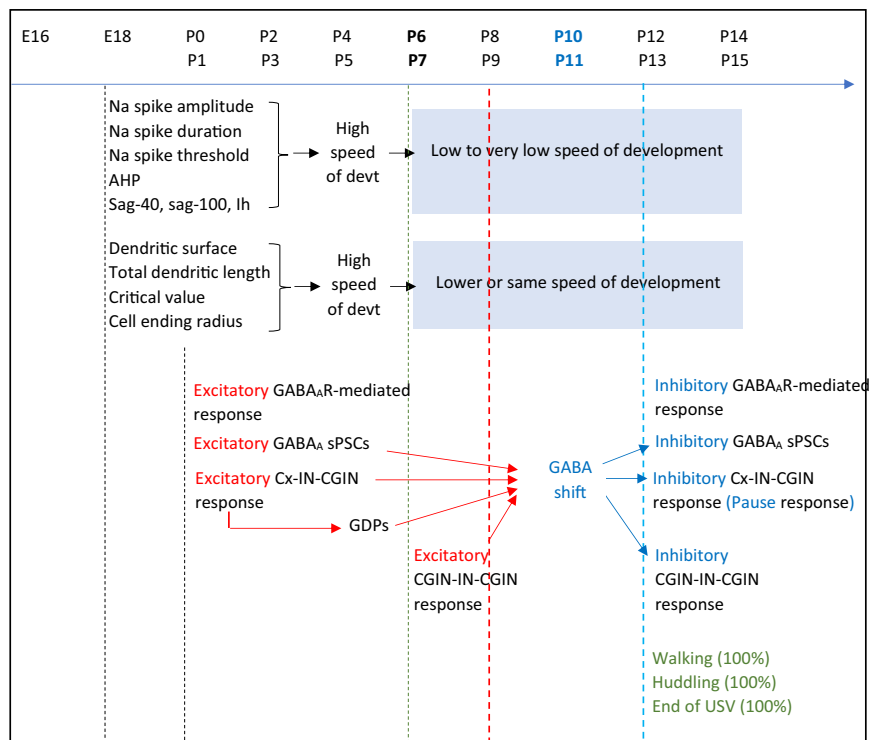 E16 E18 P0 P2 P4 P6 P8 P10 P12 P14
P1 P3 P5 P7 P9 P11 P13 P15
Na spike amplitude
Na spike duration
Na spike threshold
AHP
Sag-40, sag-100, Ih
High
speed
of devt
Low to very low speed of development
Dendritic surface
Total dendritic length
Critical value
Cell ending radius
High
speed
of devt
Lower or same speed of development
Excitatory GABAAR-mediated
response
Excitatory GABAA sPSCs
Excitatory Cx-IN-CGIN
response
GDPs
Excitatory
CGIN-IN-CGIN
response
GABA
shift
Inhibitory GABAAR-mediated
response
Inhibitory GABAA sPSCs
Inhibitory Cx-IN-CGIN
response (Pause response)
Inhibitory
CGIN-IN-CGIN
response
Walking (100%)
Huddling (100%)
End of USV (100%)